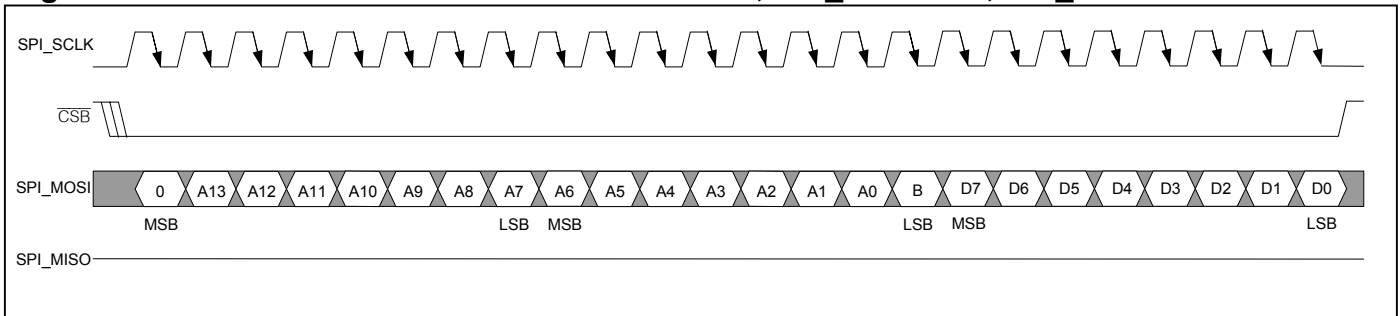 SPI_SCLK
CSB
SPI_MOSI 0 A13 A12 A11 A10 A9 A8 A7 A6 A5 A4 A3 A2 A1 A0 B D7 D6 D5 D4 D3 D2 D1 D0
MSB LSB MSB LSB MSB LSB
SPI_MISO